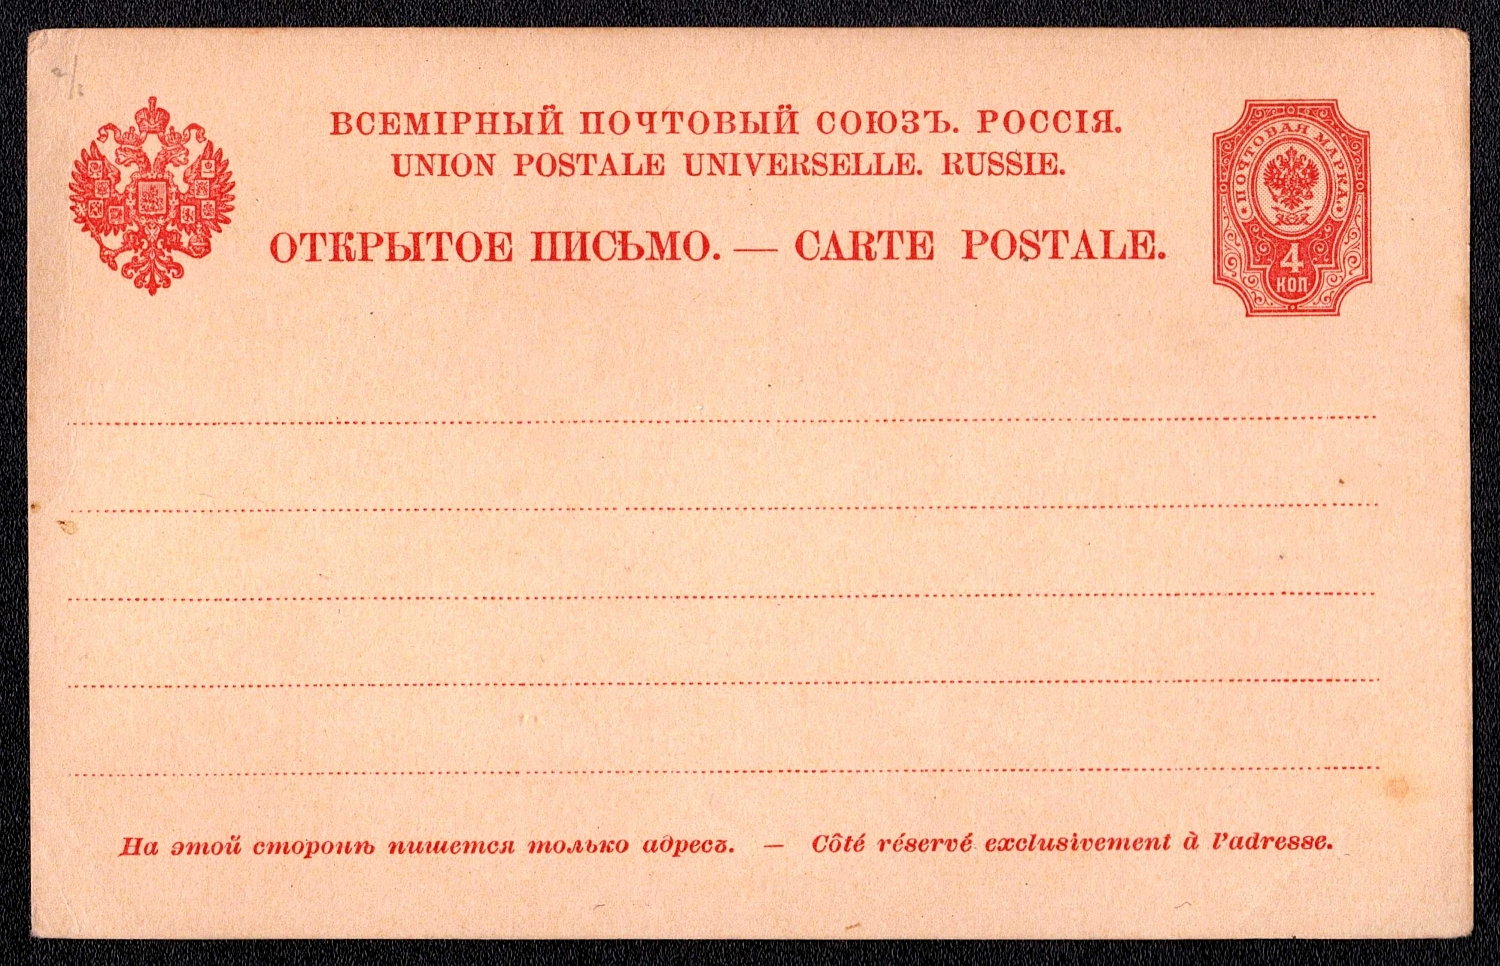 ВСЕМІРНЫЙ ПОЧТОВЫЙ СОЮЗЪ. РОССІЯ.
UNION POSTALE UNIVERSELLE. RUSSIE.
ОТКРЫТОЕ ПИСЬМО. — CARTE POSTALE.
ПОЧТОВАЯ МАРКА
4
КОП
На этой сторонѣ пишется только адресъ. — Côté réservé exclusivement à l'adresse.